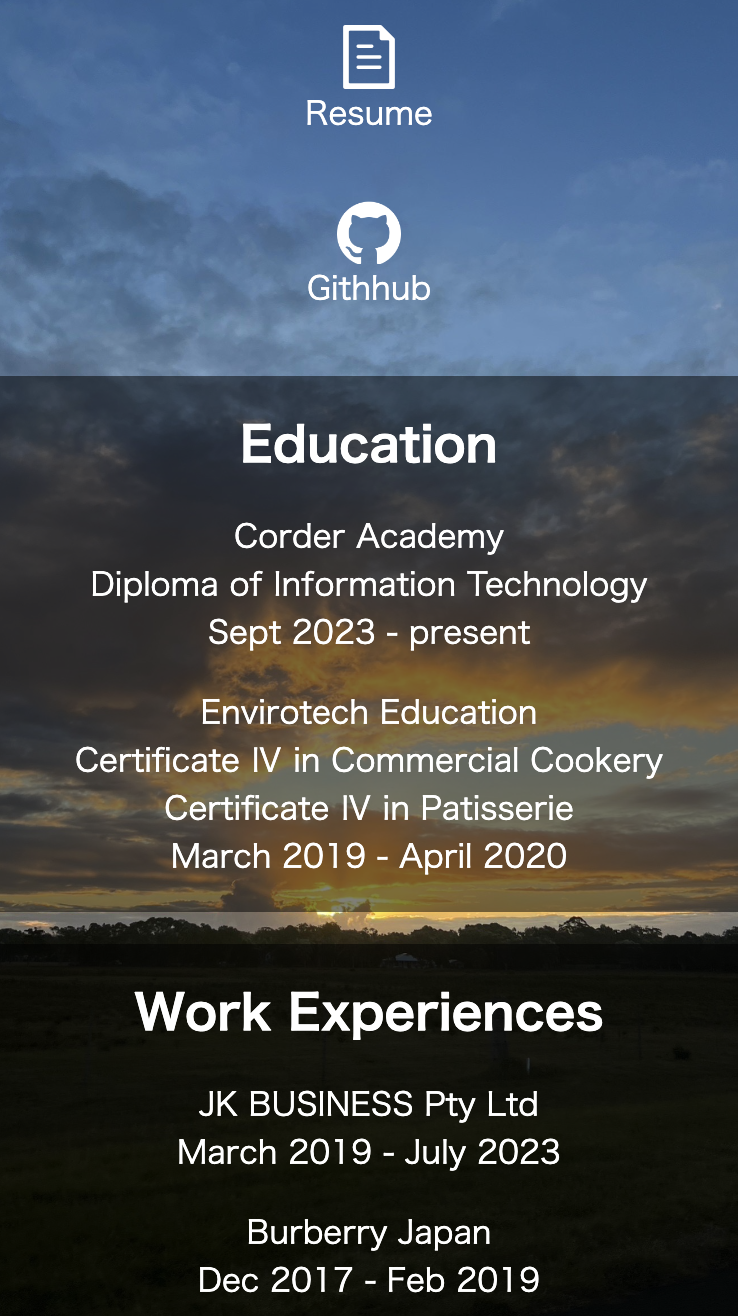 Resume
Githhub
Education
Corder Academy
Diploma of Information Technology
Sept 2023 - present
Envirotech Education
Certificate IV in Commercial Cookery
Certificate IV in Patisserie
March 2019 - April 2020
Work Experiences
JK BUSINESS Pty Ltd
March 2019 - July 2023
Burberry Japan
Dec 2017 - Feb 2019